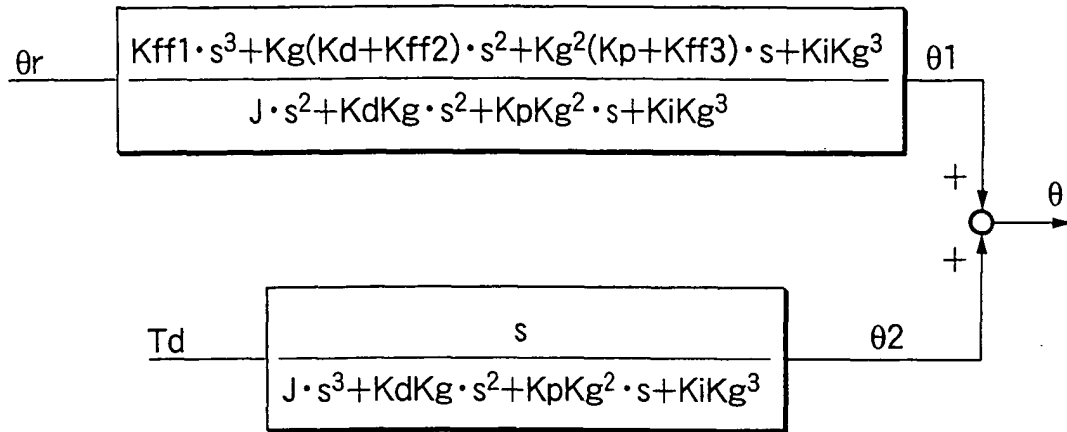 Kff1·s³+Kg(Kd+Kff2)·s²+Kg²(Kp+Kff3)·s+KiKg³
θr
θ1
J·s²+KdKg·s²+KpKg²·s+KiKg³
+
θ
+
s
Td
θ2
J·s³+KdKg·s²+KpKg²·s+KiKg³